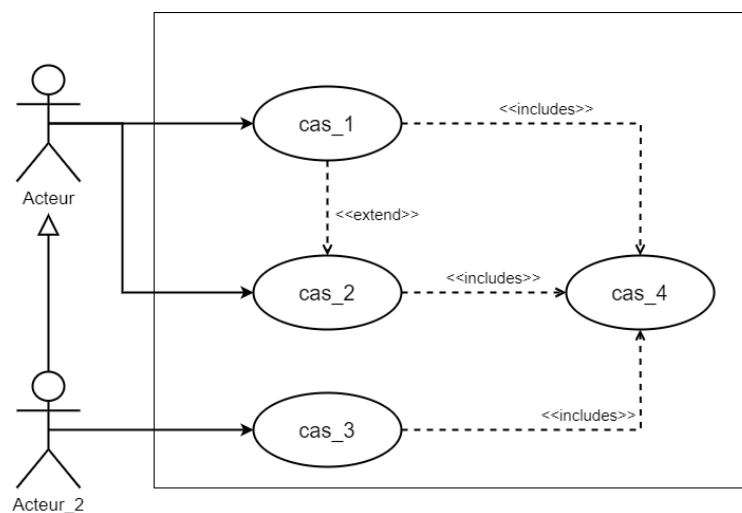 cas_1
<<includes>>
Acteur
<<extend>>
cas_2
<<includes>>
cas_4
cas_3
<<includes>>
Acteur_2